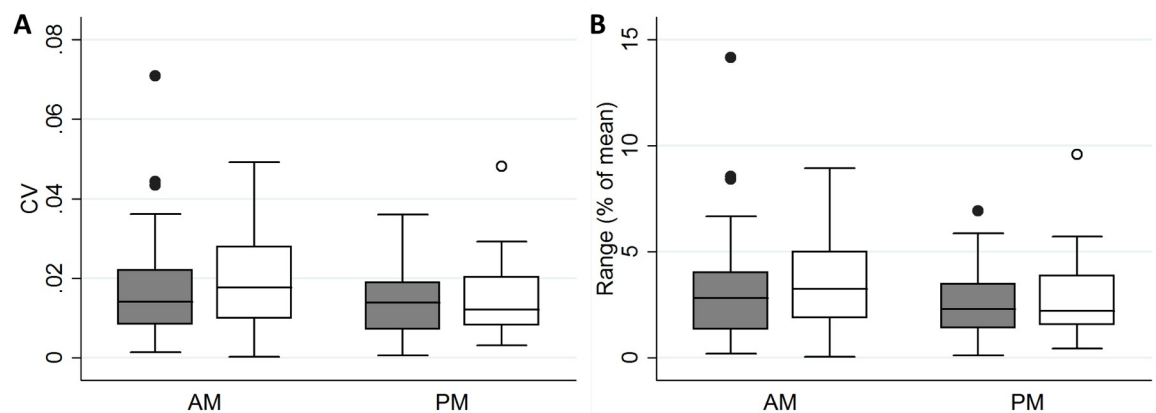 A
B
CV
.08
.06
.04
.02
0
AM
PM
Range (% of mean)
15
10
5
0
AM
PM